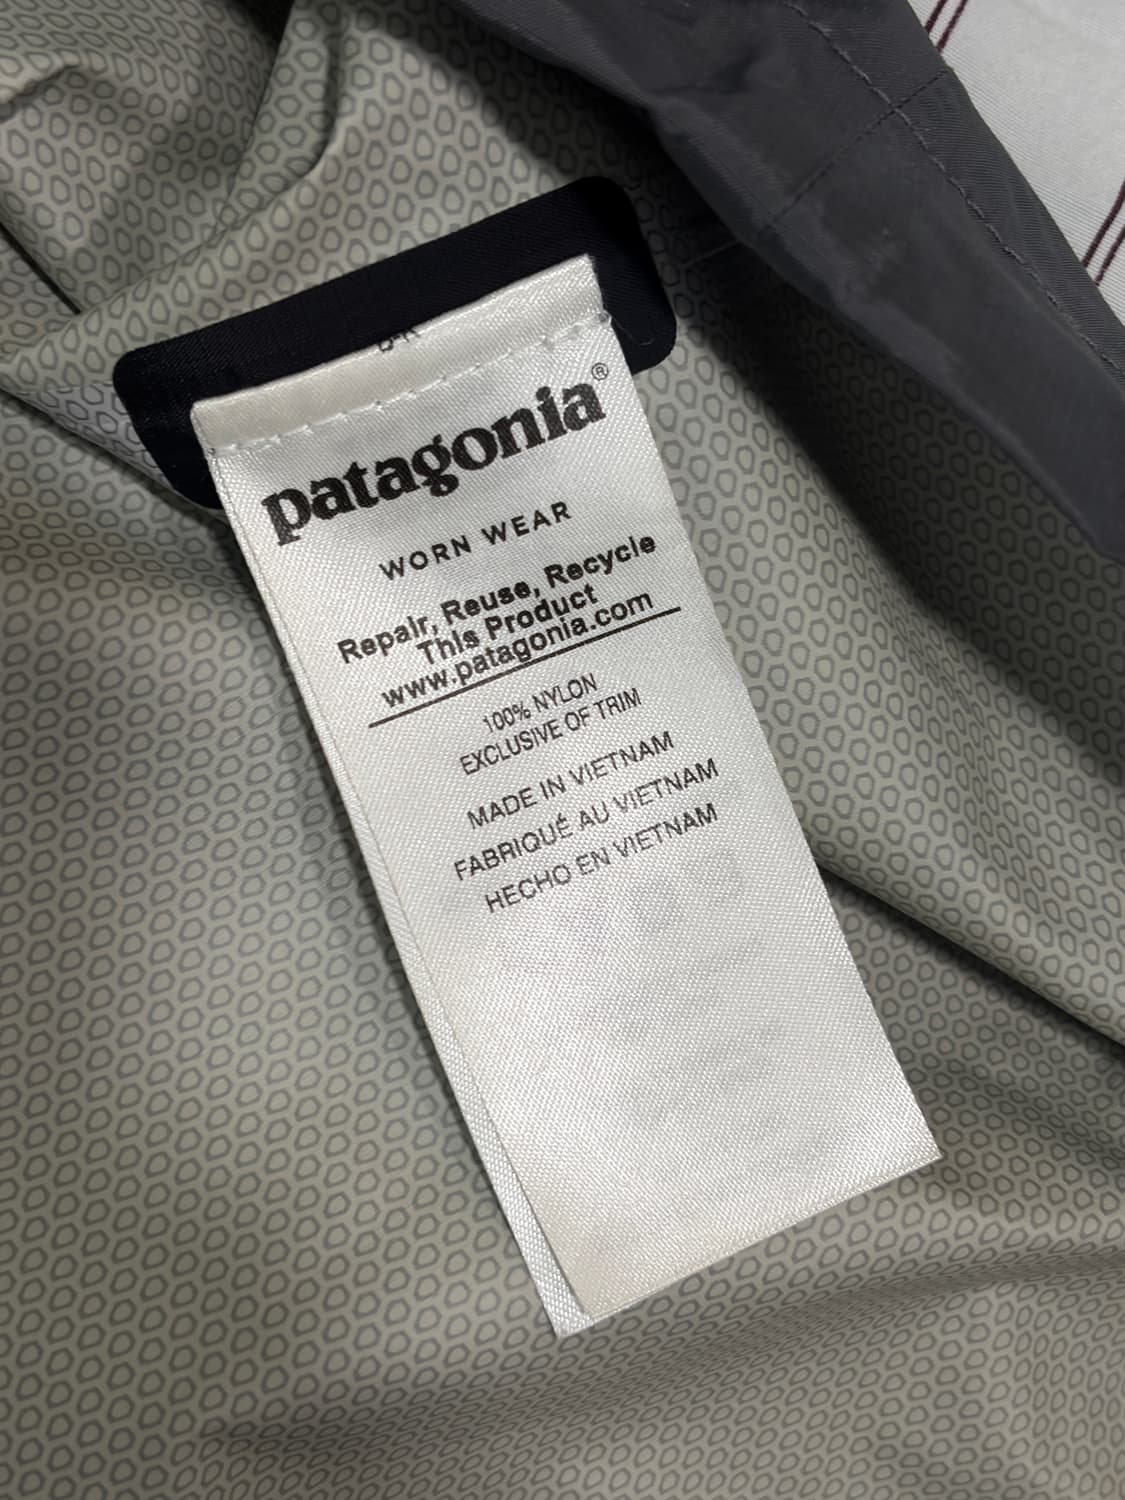 patagonia®
WORN WEAR
Repair, Reuse, Recycle
This Product
www.patagonia.com
100% NYLON
EXCLUSIVE OF TRIM
MADE IN VIETNAM
FABRIQUÉ AU VIETNAM
HECHO EN VIETNAM